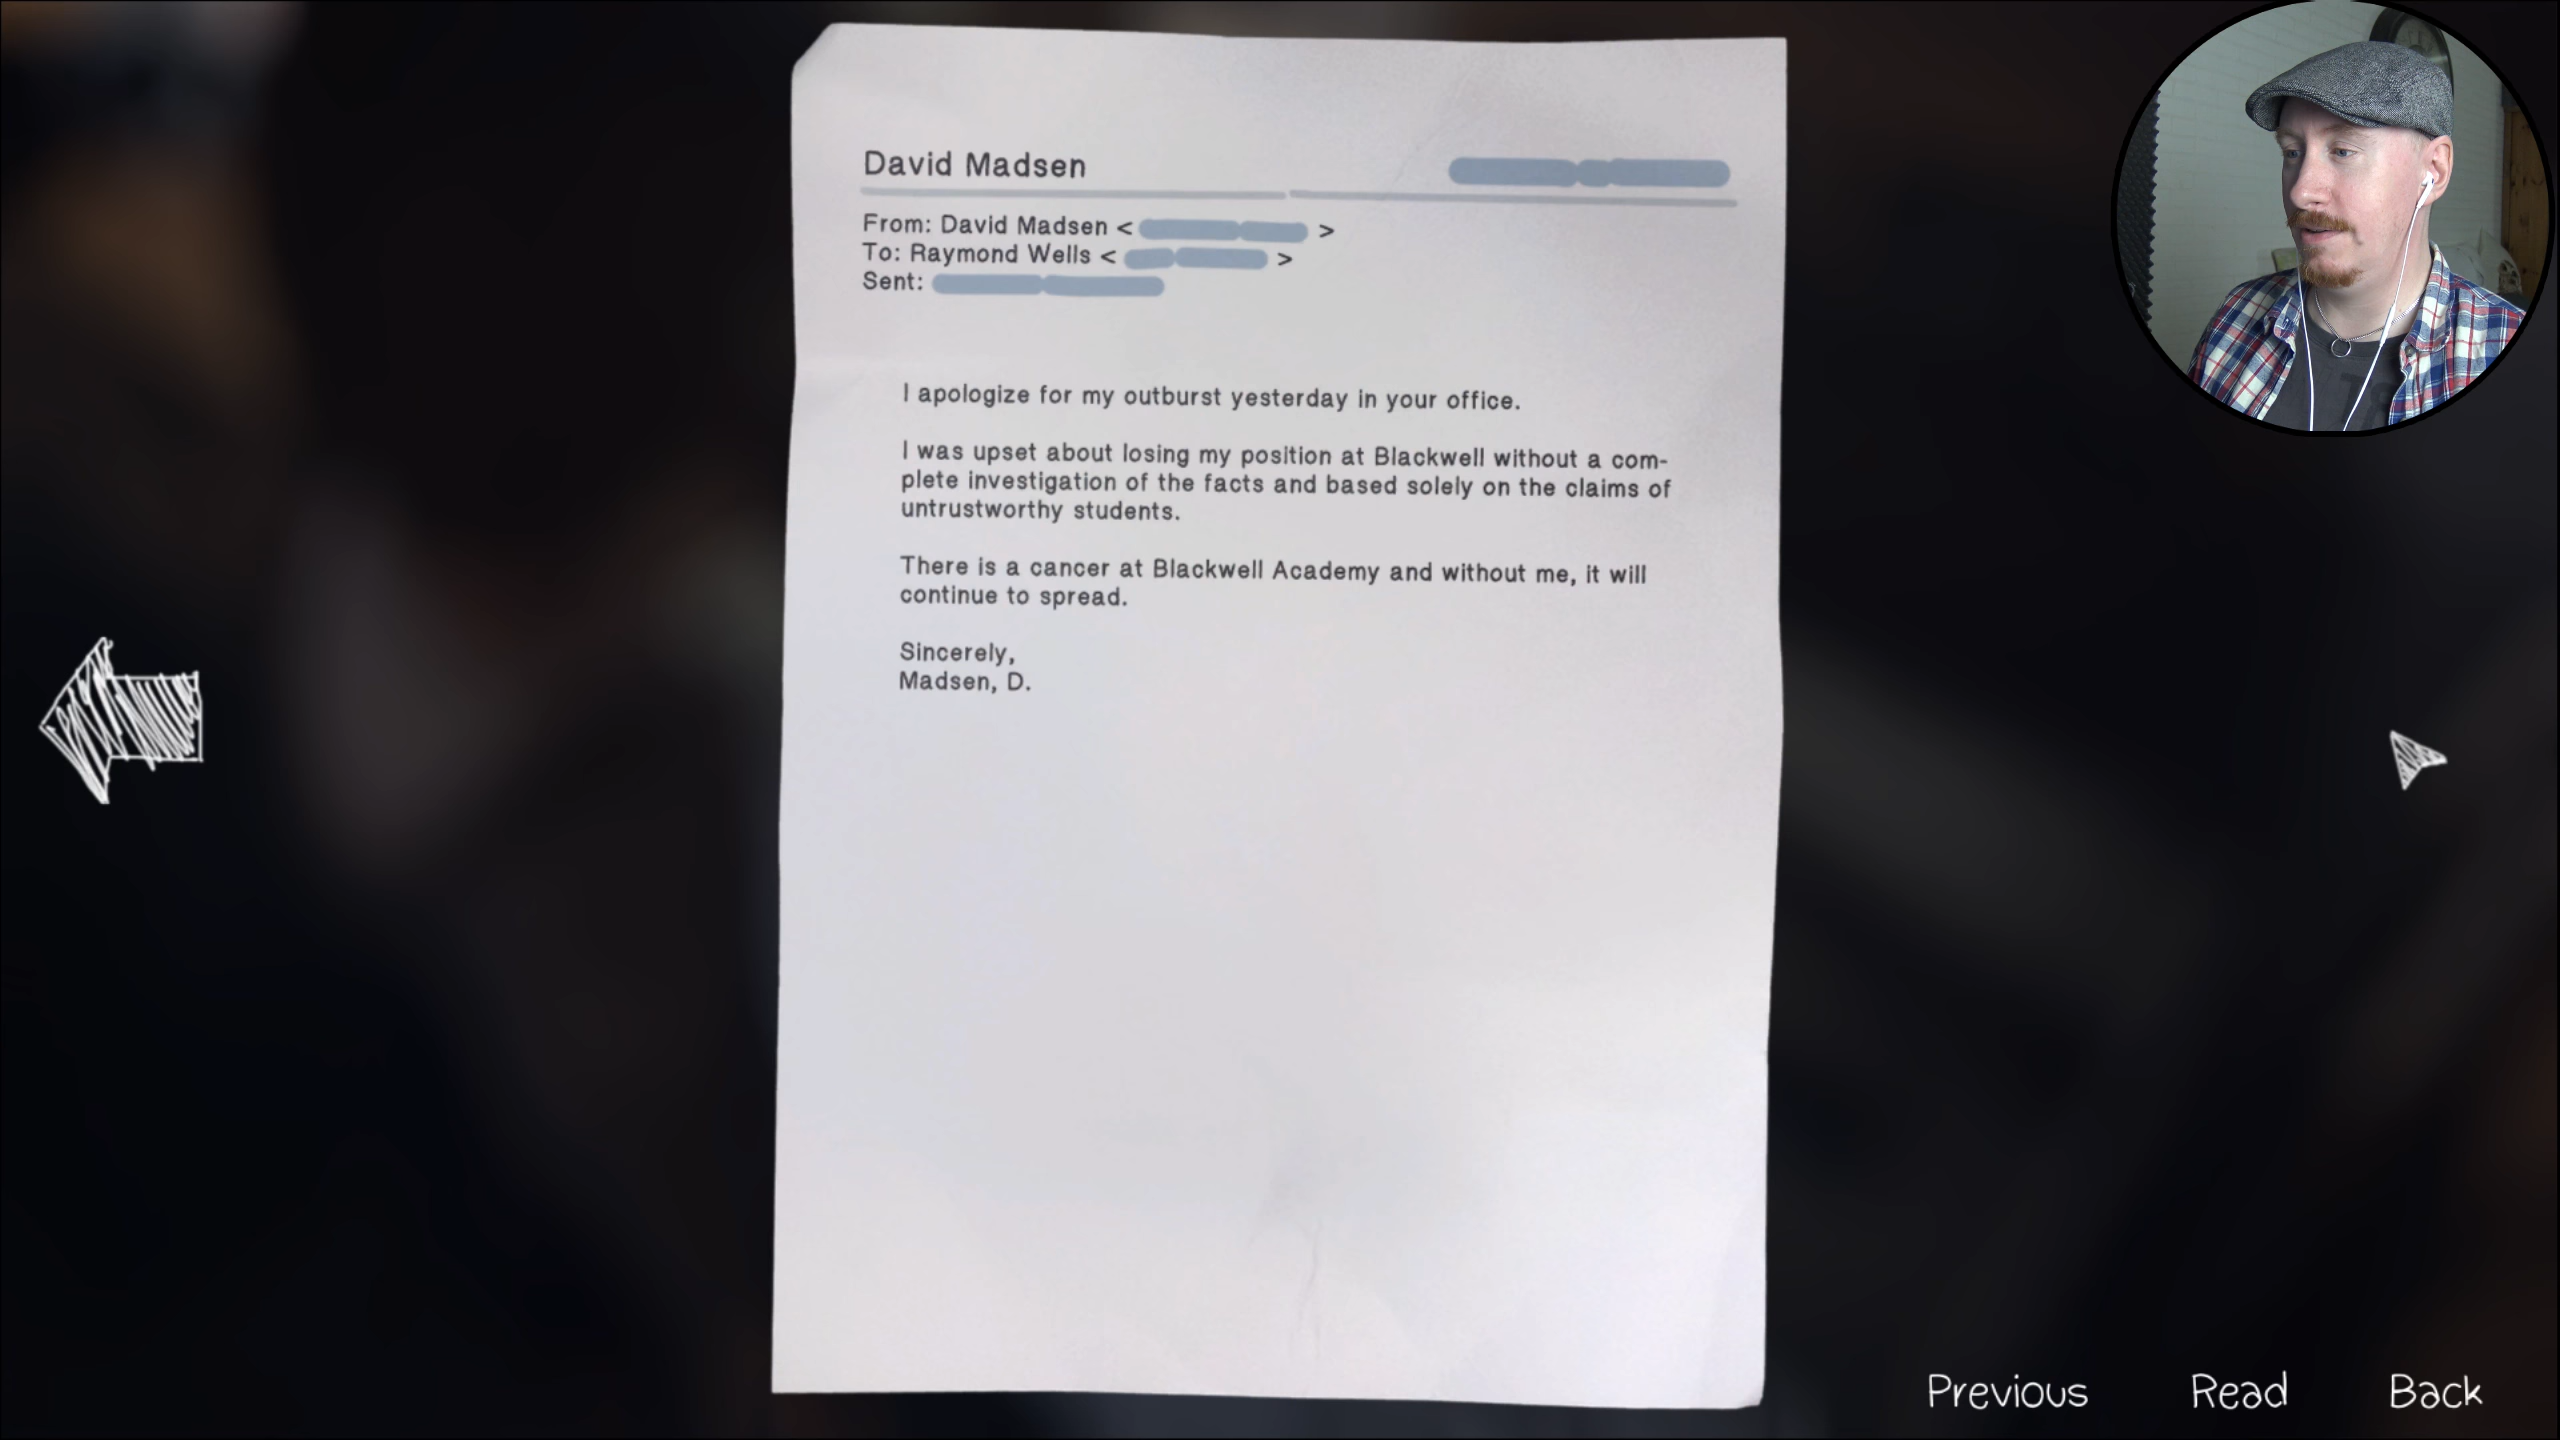 David Madsen
From: David Madsen < >
To: Raymond Wells < >
Sent:
I apologize for my outburst yesterday in your office.
I was upset about losing my position at Blackwell without a com-
plete investigation of the facts and based solely on the claims of
untrustworthy students.
There is a cancer at Blackwell Academy and without me, it will
continue to spread.
Sincerely,
Madsen, D.
Previous Read Back